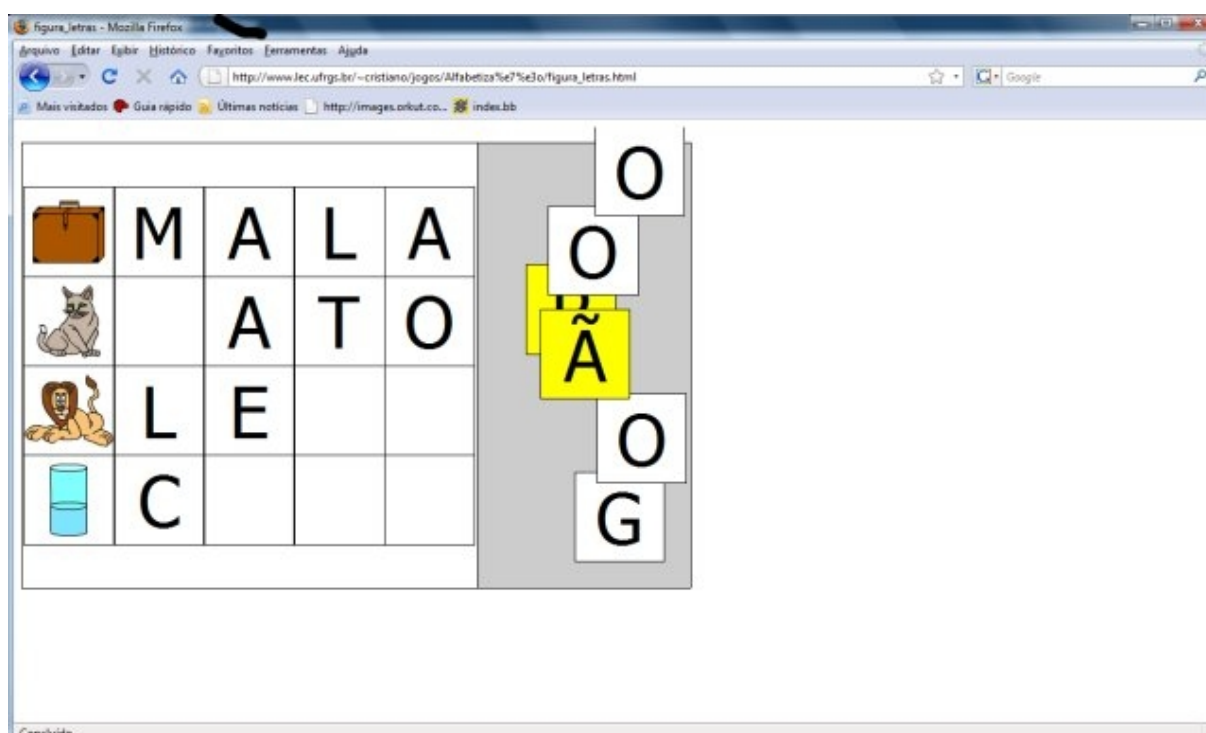 figura_letras - Mozilla Firefox
Arquivo Editar Exibir Histórico Favoritos Ferramentas Ajuda
http://www.lec.ufrgs.br/~cristiano/jogos/Alfabetiza%e7%e3o/figura_letras.html
Google
Mais visitados Guia rápido Últimas notícias http://images.orkut.co... index.bb
O
O
M A L A
A T O
Ã
L E
O
C
G
Concluído